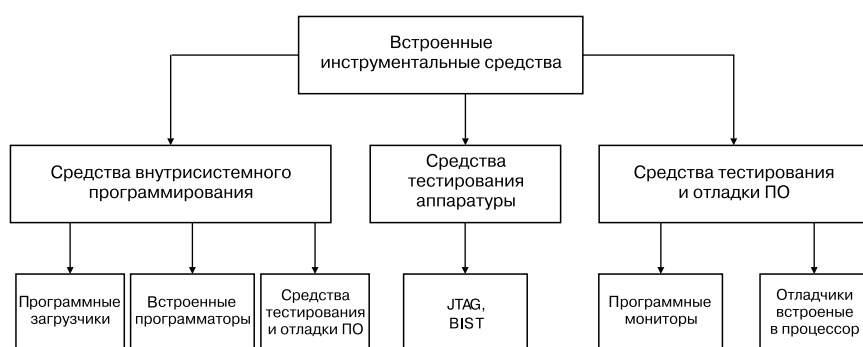 Встроенные
инструментальные средства
Средства внутрисистемного
программирования
Средства
тестирования
аппаратуры
Средства тестирования
и отладки ПО
Программные
загрузчики
Встроенные
программаторы
Средства
тестирования
и отладки ПО
JTAG,
BIST
Программные
мониторы
Отладчики
встроеные
в процессор